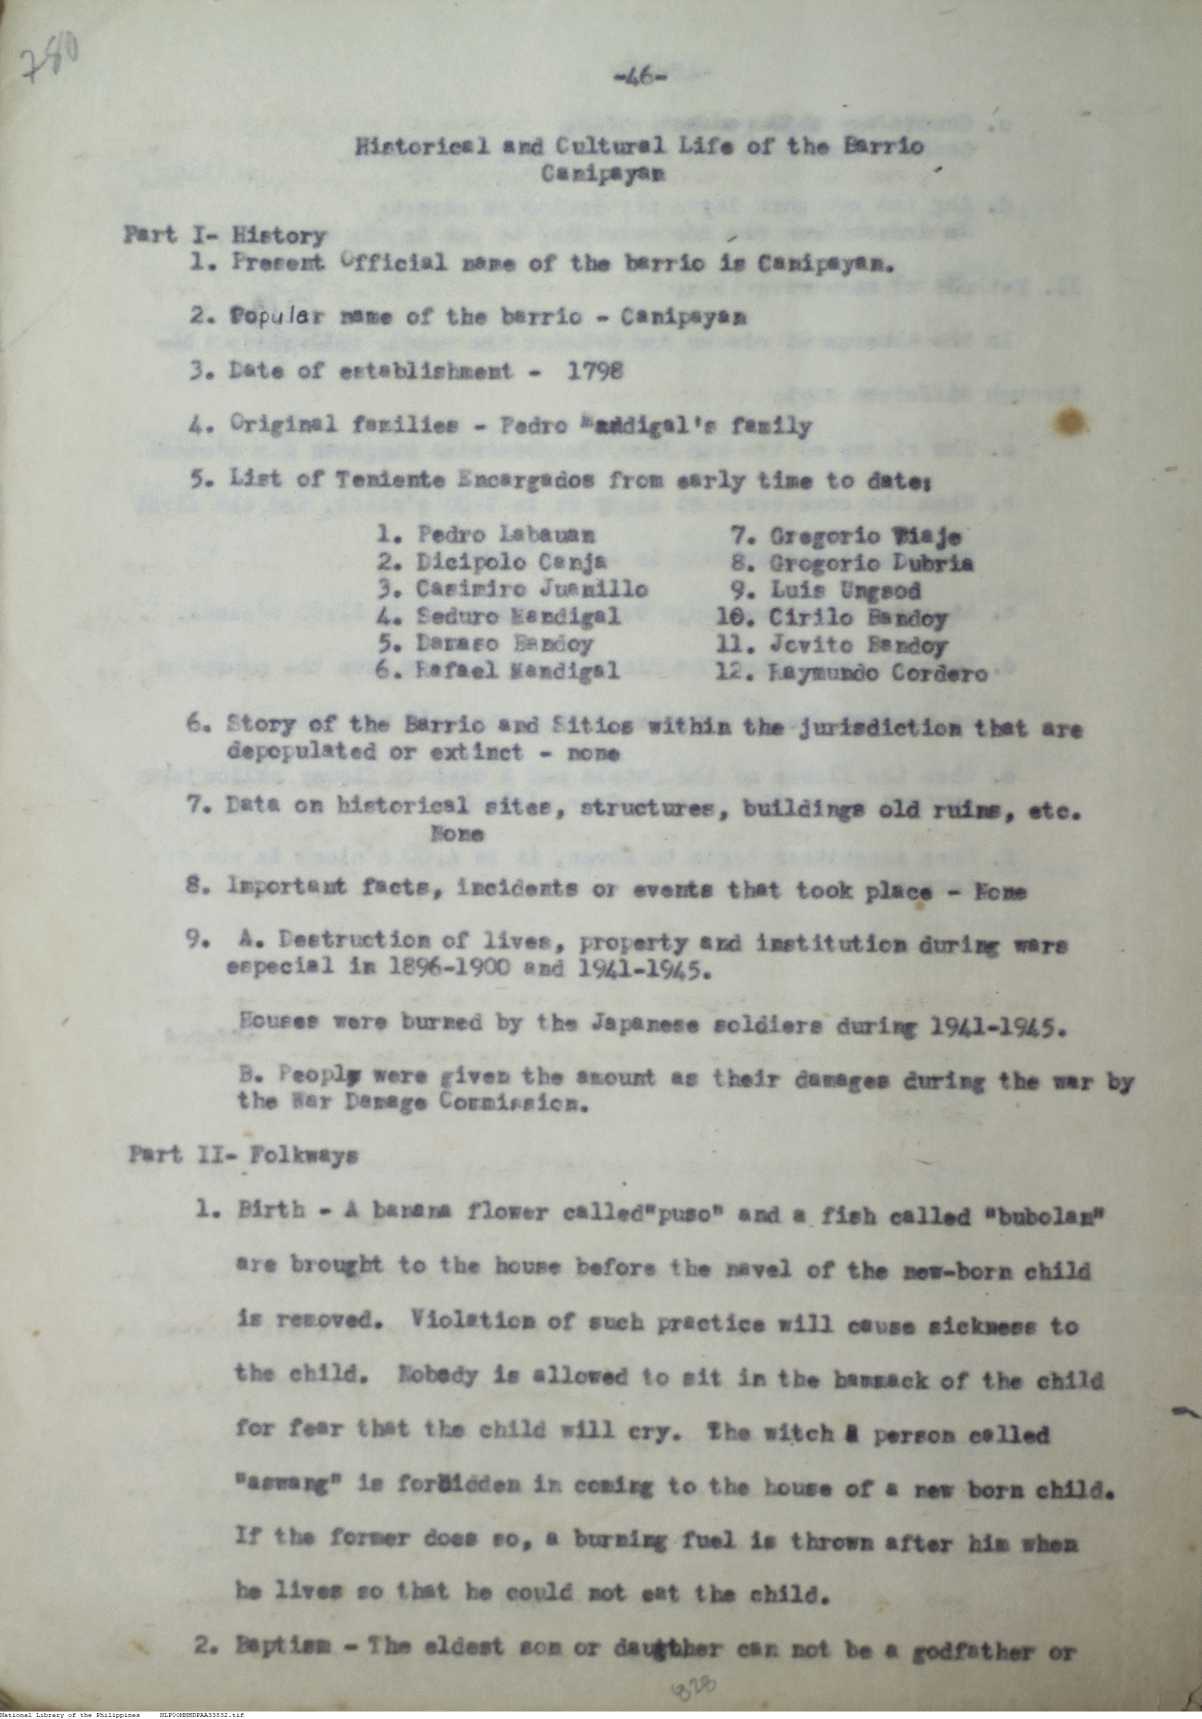 780
-46-
Historical and Cultural Life of the Barrio
Canipayan
Part I- History
1. Present Official name of the barrio is Canipayan.
2. Popular name of the barrio - Canipayan
3. Date of establishment - 1798
4. Original families - Pedro Mandigal's family
5. List of Teniente Encargados from early time to date:
1. Pedro Labauan
2. Dicipolo Canja
3. Casimiro Juanillo
4. Seduro Mandigal
5. Damaso Bandoy
6. Rafael Mandigal
7. Gregorio Viaje
8. Grogorio Dubria
9. Luis Ungsod
10. Cirilo Bandoy
11. Jovito Bandoy
12. Raymundo Cordero
6. Story of the Barrio and Sitios within the jurisdiction that are
depopulated or extinct - none
7. Data on historical sites, structures, buildings old ruins, etc.
None
8. Important facts, incidents or events that took place - None
9. A. Destruction of lives, property and institution during wars
especial in 1896-1900 and 1941-1945.
Houses were burned by the Japanese soldiers during 1941-1945.
B. People were given the amount as their damages during the war by
the War Damage Commission.
Part II- Folkways
1. Birth - A banana flower called"puso" and a fish called "bubolan"
are brought to the house before the navel of the new-born child
is removed. Violation of such practice will cause sickness to
the child. Nobody is allowed to sit in the hammack of the child
for fear that the child will cry. The witch a person called
"aswang" is forbidden in coming to the house of a new born child.
If the former does so, a burning fuel is thrown after him when
he lives so that he could not eat the child.
2. Baptism - The eldest son or daugther can not be a godfather or
828
National Library of the Philippines